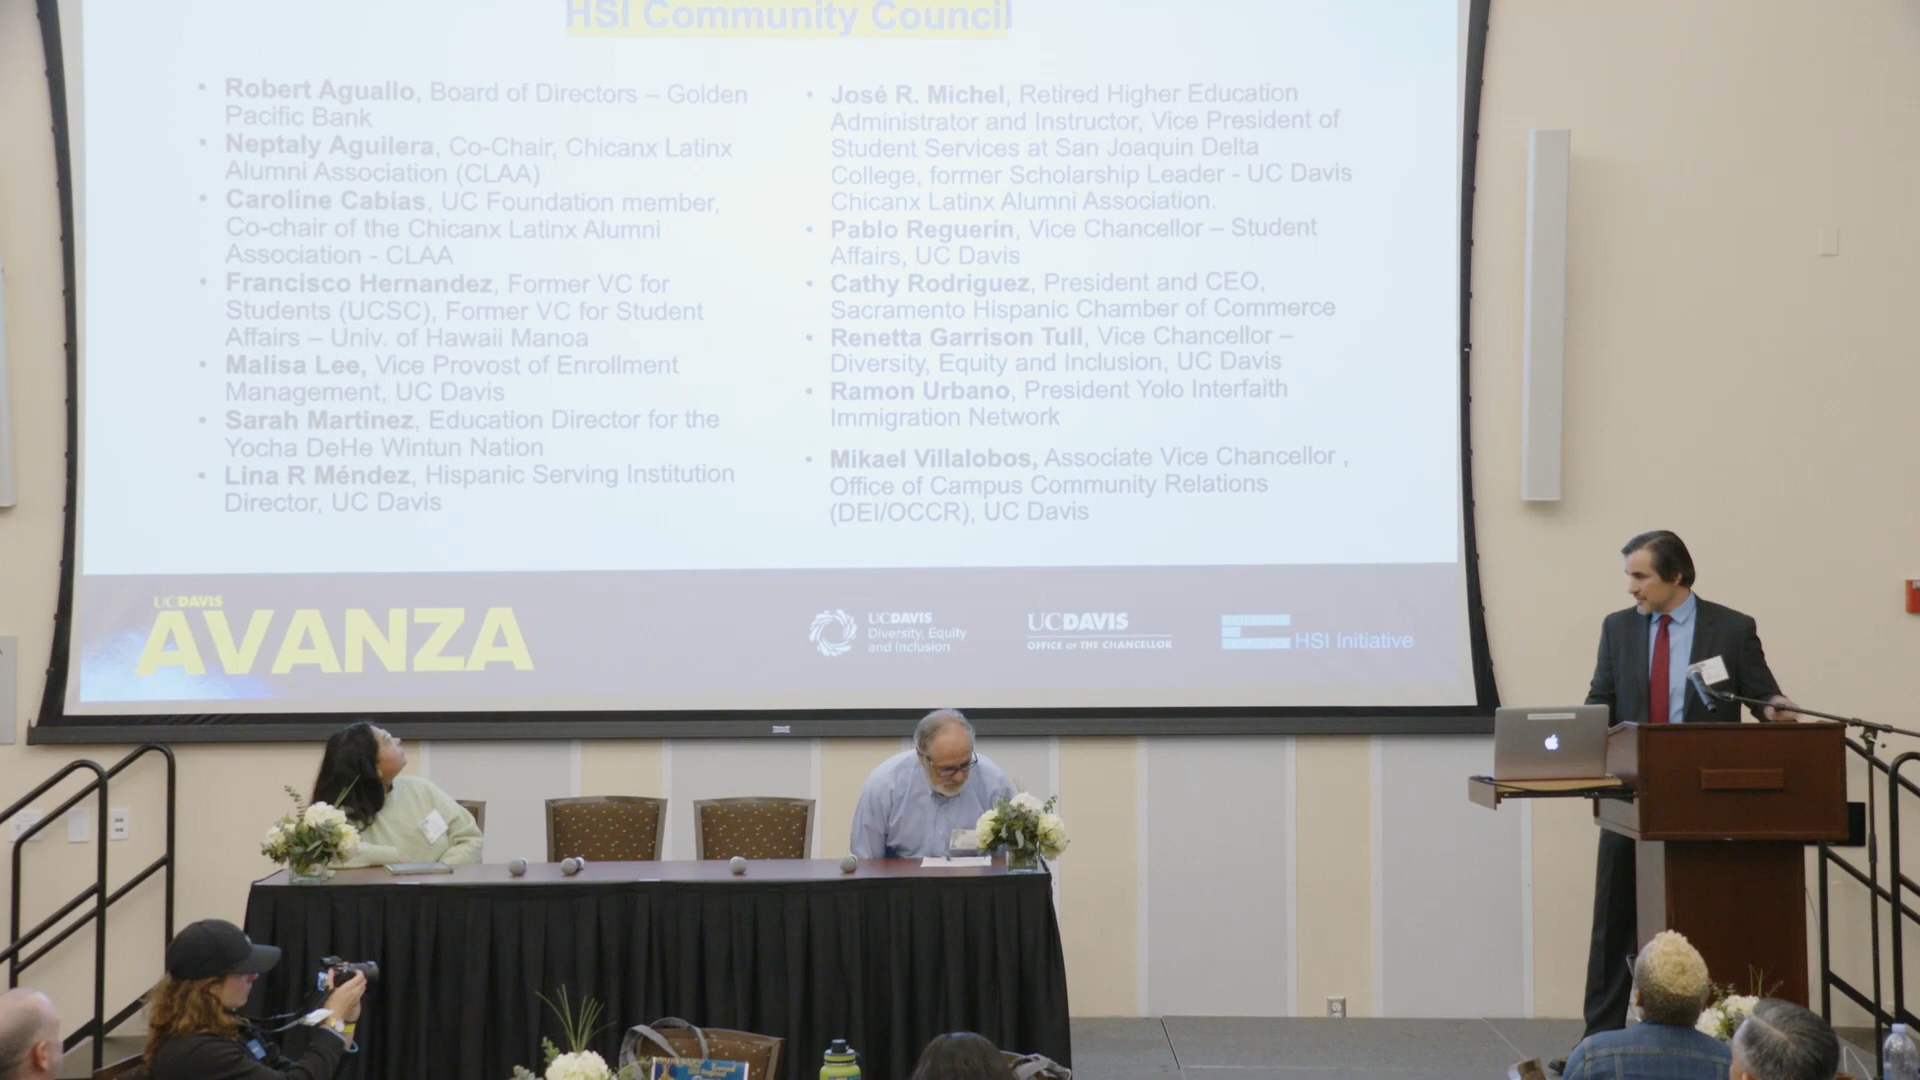 HSI Community Council
• Robert Aguallo, Board of Directors – Golden
Pacific Bank
• Neptaly Aguilera, Co-Chair, Chicanx Latinx
Alumni Association (CLAA)
• Caroline Cabias, UC Foundation member,
Co-chair of the Chicanx Latinx Alumni
Association - CLAA
• Francisco Hernandez, Former VC for
Students (UCSC), Former VC for Student
Affairs – Univ. of Hawaii Manoa
• Malisa Lee, Vice Provost of Enrollment
Management, UC Davis
• Sarah Martinez, Education Director for the
Yocha DeHe Wintun Nation
• Lina R Méndez, Hispanic Serving Institution
Director, UC Davis
• José R. Michel, Retired Higher Education
Administrator and Instructor, Vice President of
Student Services at San Joaquin Delta
College, former Scholarship Leader - UC Davis
Chicanx Latinx Alumni Association.
• Pablo Reguerin, Vice Chancellor – Student
Affairs, UC Davis
• Cathy Rodriguez, President and CEO,
Sacramento Hispanic Chamber of Commerce
• Renetta Garrison Tull, Vice Chancellor –
Diversity, Equity and Inclusion, UC Davis
• Ramon Urbano, President Yolo Interfaith
Immigration Network
• Mikael Villalobos, Associate Vice Chancellor ,
Office of Campus Community Relations
(DEI/OCCR), UC Davis
UCDAVIS
AVANZA
UCDAVIS
Diversity, Equity
and Inclusion
UCDAVIS
OFFICE OF THE CHANCELLOR
HSI Initiative